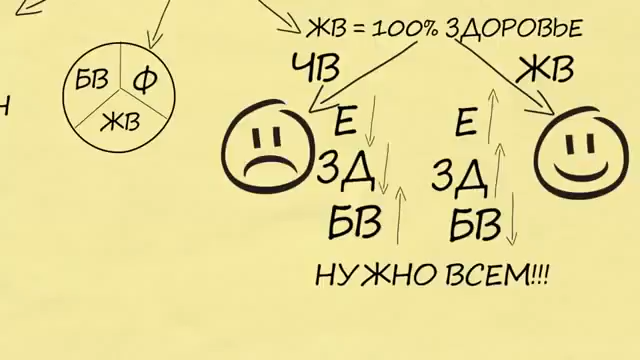 ЖВ = 100% ЗДОРОВЬЕ
ЧВ ЖВ
БВ Ф
ЖВ
Н
Е Е
ЗД ЗД
БВ БВ
НУЖНО ВСЕМ!!!